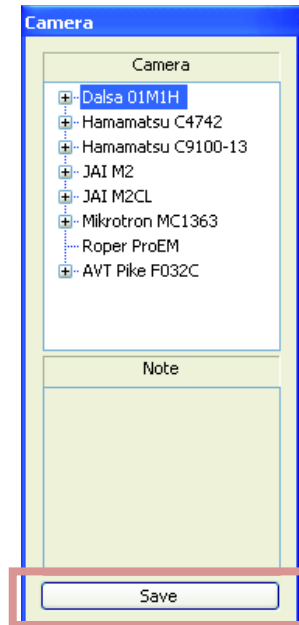 Camera
Camera
Dalsa 01M1H
Hamamatsu C4742
Hamamatsu C9100-13
JAI M2
JAI M2CL
Mikrotron MC1363
Roper ProEM
AVT Pike F032C
Note
Save